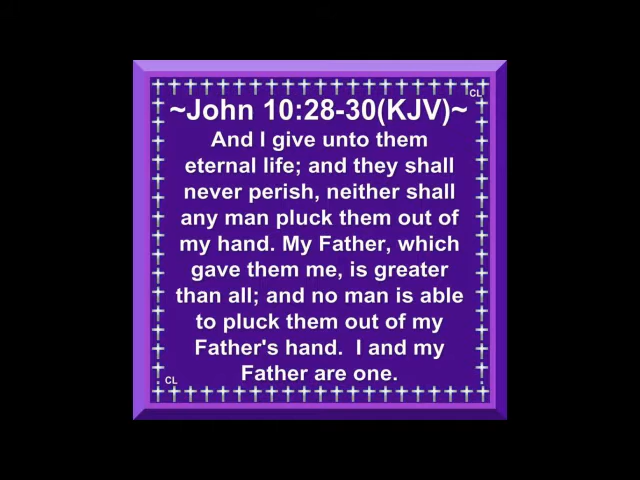 CL
~John 10:28-30(KJV)~
And I give unto them
eternal life; and they shall
never perish, neither shall
any man pluck them out of
my hand. My Father, which
gave them me, is greater
than all; and no man is able
to pluck them out of my
Father's hand.  I and my
Father are one.
CL